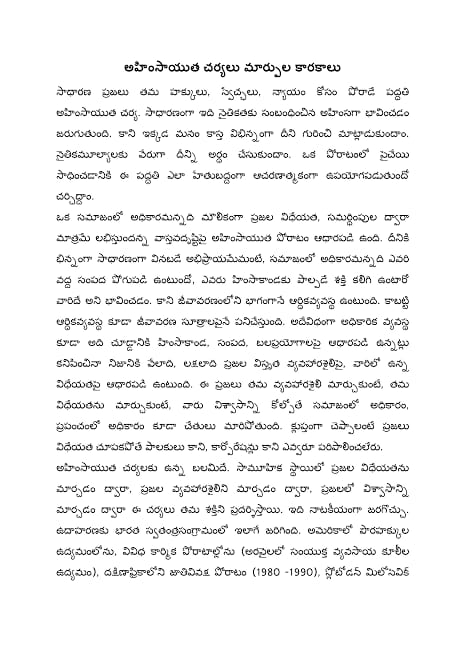 అహింసాయుత చర్యలు మార్పుల కారకాలు
సాధారణ ప్రజలు తమ హక్కులు, స్వేచ్ఛలు, న్యాయం కోసం పోరాడే పద్ధతి
అహింసాయుత చర్య. సాధారణంగా ఇది నైతికతకు సంబంధించిన అహింసగా భావించడం
జరుగుతుంది. కాని ఇక్కడ మనం కాస్త విభిన్నంగా దీని గురించి మాట్లాడుకుందాం.
నైతికమూల్యాలకు వేరుగా దీన్ని అర్థం చేసుకుందాం. ఒక పోరాటంలో పైచేయి
సాధించడానికి ఈ పద్ధతి ఎలా హేతుబద్ధంగా ఆచరణాత్మకంగా ఉపయోగపడుతుందో
చర్చిద్దాం.
ఒక సమాజంలో అధికారమన్నది మౌలికంగా ప్రజల విధేయత, సమర్థింపుల ద్వారా
మాత్రమే లభిస్తుందన్న వాస్తవదృష్టిపై అహింసాయుత పోరాటం ఆధారపడి ఉంది. దీనికి
భిన్నంగా సాధారణంగా వినబడే అభిప్రాయమేమంటే, సమాజంలో అధికారమన్నది ఎవరి
వద్ద సంపద పోగుపడి ఉంటుందో, ఎవరు హింసాకాండకు పాల్పడే శక్తి కలిగి ఉంటారో
వారిదే అని భావించడం. కాని జీవావరణంలోని భాగంగానే ఆర్థికవ్యవస్థ ఉంటుంది. కాబట్టి
ఆర్థికవ్యవస్థ కూడా జీవావరణ సూత్రాలపైనే పనిచేస్తుంది. అదేవిధంగా అధికారిక వ్యవస్థ
కూడా అది చూడ్డానికి హింసాకాండ, సంపద, బలప్రయోగాలపై ఆధారపడి ఉన్నట్లు
కనిపించినా నిజానికి వేలాది, లక్షలాది ప్రజల విస్తృత వ్యవహారశైలిపై, వారిలో ఉన్న
విధేయతపై ఆధారపడి ఉంటుంది. ఈ ప్రజలు తమ వ్యవహారశైలి మార్చుకుంటే, తమ
విధేయతను మార్చుకుంటే, వారు విశ్వాసాన్ని కోల్పోతే సమాజంలో అధికారం,
ప్రపంచంలో అధికారం కూడా చేతులు మారిపోతుంది. క్లుప్తంగా చెప్పాలంటే ప్రజలు
విధేయత చూపకపోతే పాలకులు కాని, కార్పోరేషన్లు కాని ఎవ్వరూ పరిపాలించలేరు.
అహింసాయుత చర్యలకు ఉన్న బలమిదే. సామూహిక స్థాయిలో ప్రజల విధేయతను
మార్చడం ద్వారా, ప్రజల వ్యవహారశైలిని మార్చడం ద్వారా, ప్రజలలో విశ్వాసాన్ని
మార్చడం ద్వారా ఈ చర్యలు తమ శక్తిని ప్రదర్శిస్తాయి. ఇది నాటకీయంగా జరగొచ్చు.
ఉదాహరణకు భారత స్వతంత్రసంగ్రామంలో ఇలాగే జరిగింది. అమెరికాలో పౌరహక్కుల
ఉద్యమంలోను, వివిధ కార్మిక పోరాటాల్లోను (అరవైలలో సంయుక్త వ్యవసాయ కూలీల
ఉద్యమం), దక్షిణాఫ్రికాలోని జాతివివక్ష పోరాటం (1980 -1990), స్లోబోడన్ మిలోసెవిక్